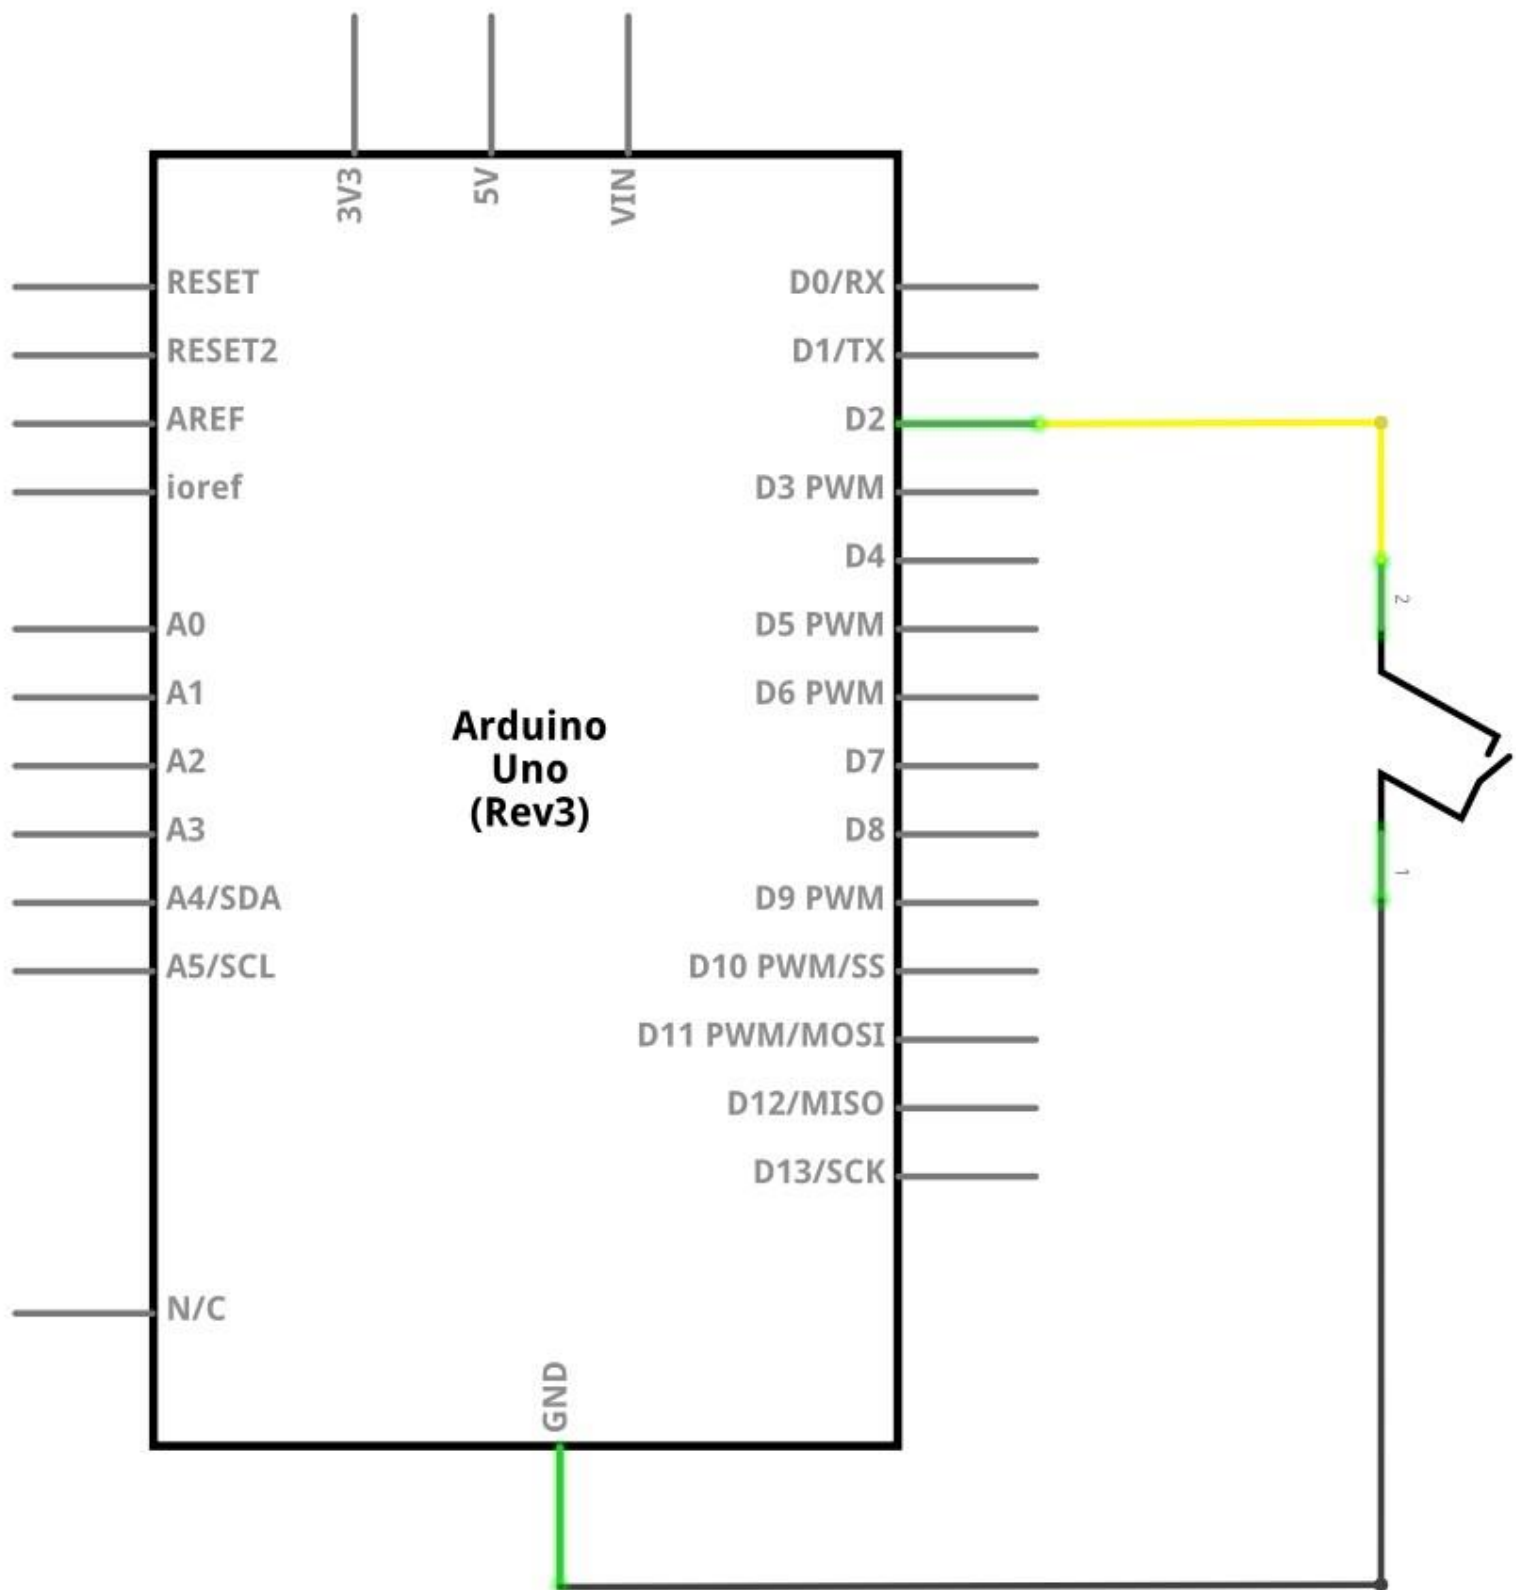 3V3
5V
VIN
RESET
D0/RX
RESET2
D1/TX
AREF
D2
ioref
D3 PWM
D4
2
A0
D5 PWM
A1
D6 PWM
Arduino
Uno
(Rev3)
A2
D7
A3
D8
1
A4/SDA
D9 PWM
A5/SCL
D10 PWM/SS
D11 PWM/MOSI
D12/MISO
D13/SCK
N/C
GND